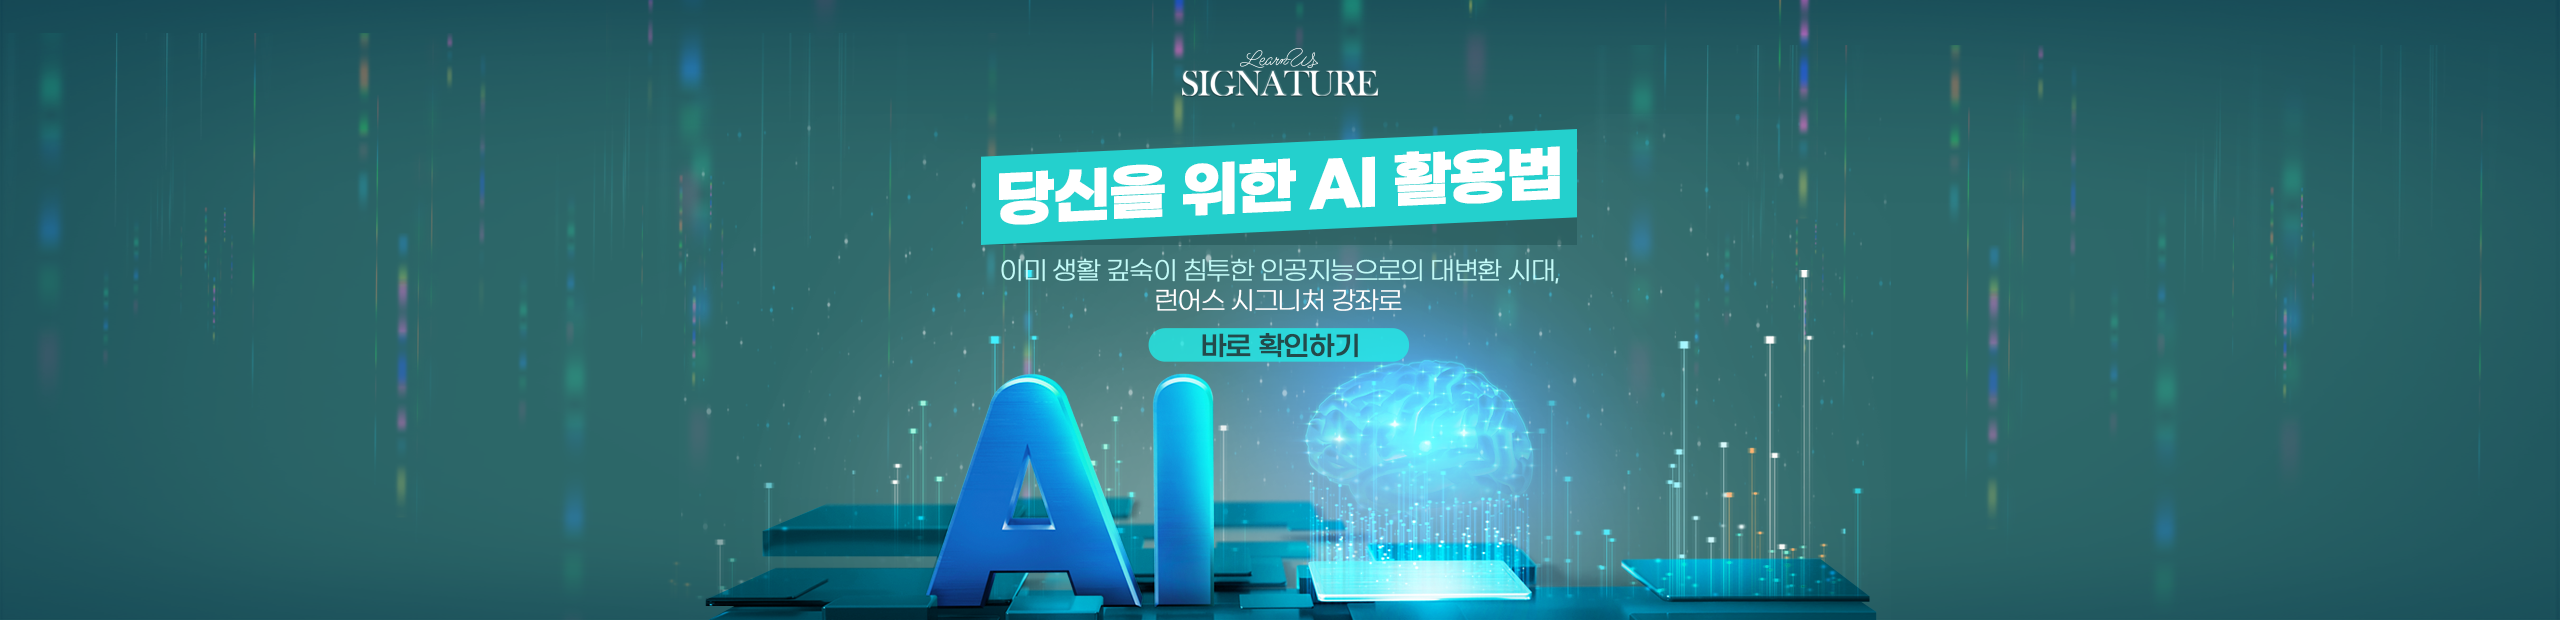 LearnUs
SIGNATURE
당신을 위한 AI 활용법
이미 생활 깊숙이 침투한 인공지능으로의 대변환 시대,
런어스 시그니처 강좌로
바로 확인하기
AI